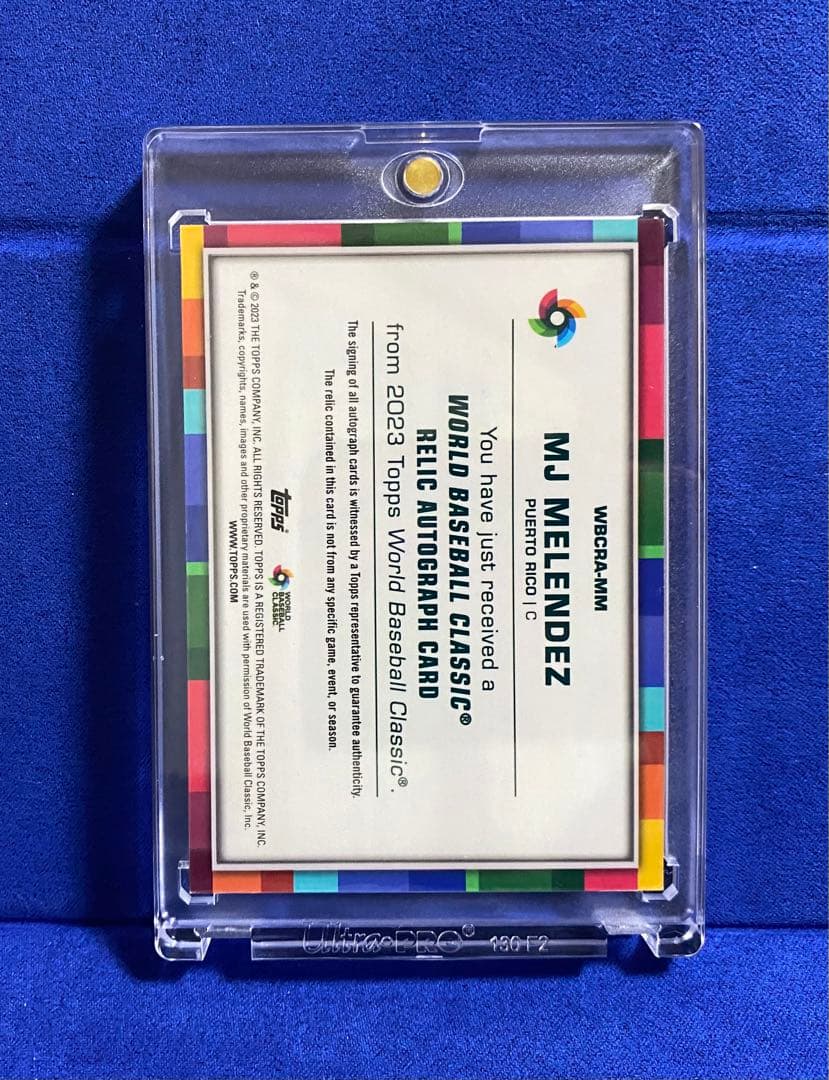 WBCRA-MM
MJ MELENDEZ
PUERTO RICO | C
You have just received a
WORLD BASEBALL CLASSIC®
RELIC AUTOGRAPH CARD
from 2023 Topps World Baseball Classic®.
The signing of all autograph cards is witnessed by a Topps representative to guarantee authenticity.
The relic contained in this card is not from any specific game, event, or season.
topps®
WORLD
BASEBALL
CLASSIC
® & © 2023 THE TOPPS COMPANY, INC. ALL RIGHTS RESERVED. TOPPS IS A REGISTERED TRADEMARK OF THE TOPPS COMPANY, INC.
Trademarks, copyrights, names, images and other proprietary materials are used with permission of World Baseball Classic, Inc.
WWW.TOPPS.COM
Ultra·PRO® 130 F2